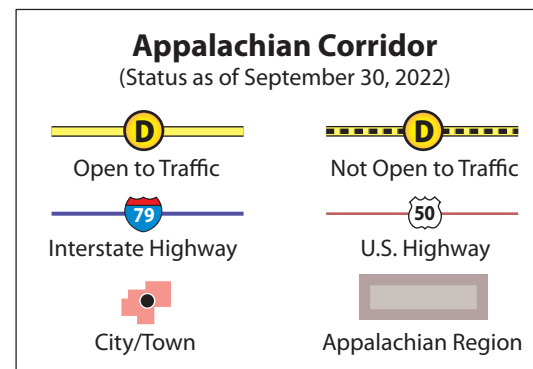 Appalachian Corridor
(Status as of September 30, 2022)
D D
Open to Traffic Not Open to Traffic
79 50
Interstate Highway U.S. Highway
City/Town Appalachian Region